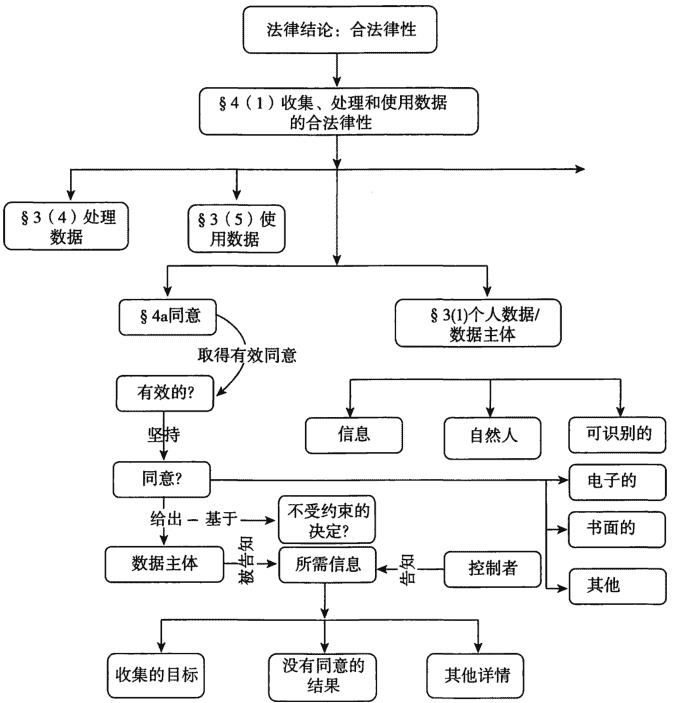 法律结论：合法律性
§4（1）收集、处理和使用数据
的合法律性
§3（4）处理
数据
§3（5）使
用数据
§4a同意
§3(1)个人数据/
数据主体
取得有效同意
有效的?
信息
自然人
可识别的
坚持
同意?
电子的
给出
基于
不受约束的
决定?
书面的
数据主体
被告知
所需信息
告知
控制者
其他
收集的目标
没有同意的
结果
其他详情